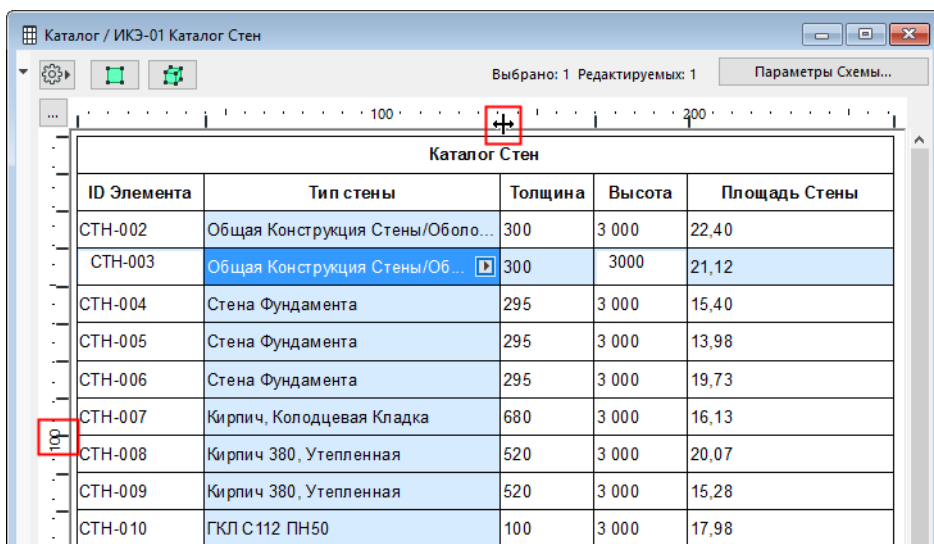 Каталог / ИКЭ-01 Каталог Стен
Выбрано: 1 Редактируемых: 1 Параметры Схемы...
... 100 200
Каталог Стен
ID Элемента Тип стены Толщина Высота Площадь Стены
СТН-002 Общая Конструкция Стены/Оболо... 300 3 000 22,40
СТН-003 Общая Конструкция Стены/Об... 300 3000 21,12
СТН-004 Стена Фундамента 295 3 000 15,40
СТН-005 Стена Фундамента 295 3 000 13,98
СТН-006 Стена Фундамента 295 3 000 19,73
СТН-007 Кирпич, Колодцевая Кладка 680 3 000 16,13
100
СТН-008 Кирпич 380, Утепленная 520 3 000 20,07
СТН-009 Кирпич 380, Утепленная 520 3 000 15,28
СТН-010 ГКЛ С112 ПН50 100 3 000 17,98